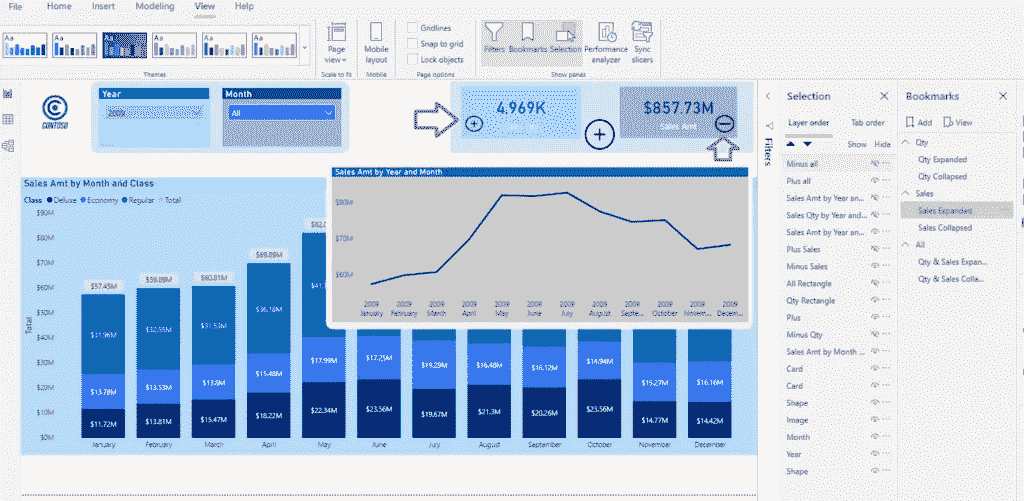 File Home Insert Modeling View Help
Aa Aa Aa Aa Aa Aa
Page view
Mobile layout
Gridlines
Snap to grid
Lock objects
Filters Bookmarks Selection Performance analyzer Sync slicers
Themes Scale to fit Mobile Page options Show panes
CONTOSO
Year
2009
Month
All
4.969K
$857.73M
Sales Amt
Sales Amt by Month and Class
Class Deluxe Economy Regular Total
Total
$90M
$80M
$70M
$60M
$50M
$40M
$30M
$20M
$10M
$0M
$57.45M
$60.81M
$69.89M
$31.96M $32.55M $31.53M $36.18M
$13.78M $13.53M $13.8M $15.48M $17.99M $17.25M $19.29M $16.48M $16.12M $14.94M $15.27M $16.16M
$11.72M $13.81M $15.47M $18.22M $22.34M $23.56M $19.67M $21.3M $20.26M $23.56M $14.77M $14.42M
January February March April May June July August September October November December
Sales Amt by Year and Month
$80M
$70M
$60M
2009 2009 2009 2009 2009 2009 2009 2009 2009 2009 2009 2009
January February March April May June July August Septe... October Novem... Decem...
Filters
Selection
Layer order Tab order
Show Hide
Minus all
Plus all
Sales Amt by Year an...
Sales Qty by Year and...
Sales Amt by Year an...
Plus Sales
Minus Sales
All Rectangle
Qty Rectangle
Plus
Minus Qty
Sales Amt by Month ...
Card
Card
Shape
Image
Month
Year
Shape
Bookmarks
Add View
Qty
Qty Expanded
Qty Collapsed
Sales
Sales Expanded
Sales Collapsed
All
Qty & Sales Expan...
Qty & Sales Colla...